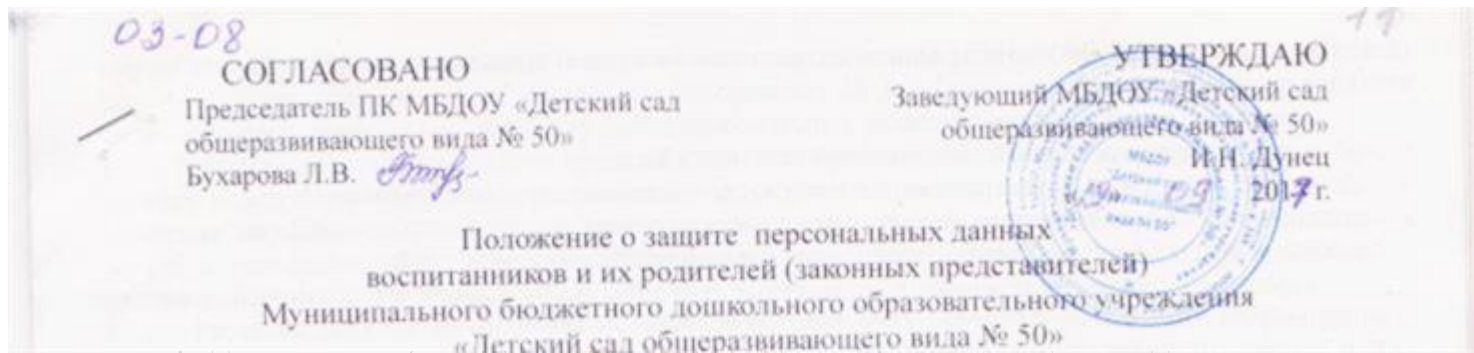 03-08
СОГЛАСОВАНО
Председатель ПК МБДОУ «Детский сад
общеразвивающего вида № 50»
Бухарова Л.В.
УТВЕРЖДАЮ
Заведующий МБДОУ «Детский сад
общеразвивающего вида № 50»
И.Н. Дунец
«19» 09 2017 г.
Положение о защите персональных данных
воспитанников и их родителей (законных представителей)
Муниципального бюджетного дошкольного образовательного учреждения
«Детский сад общеразвивающего вида № 50»